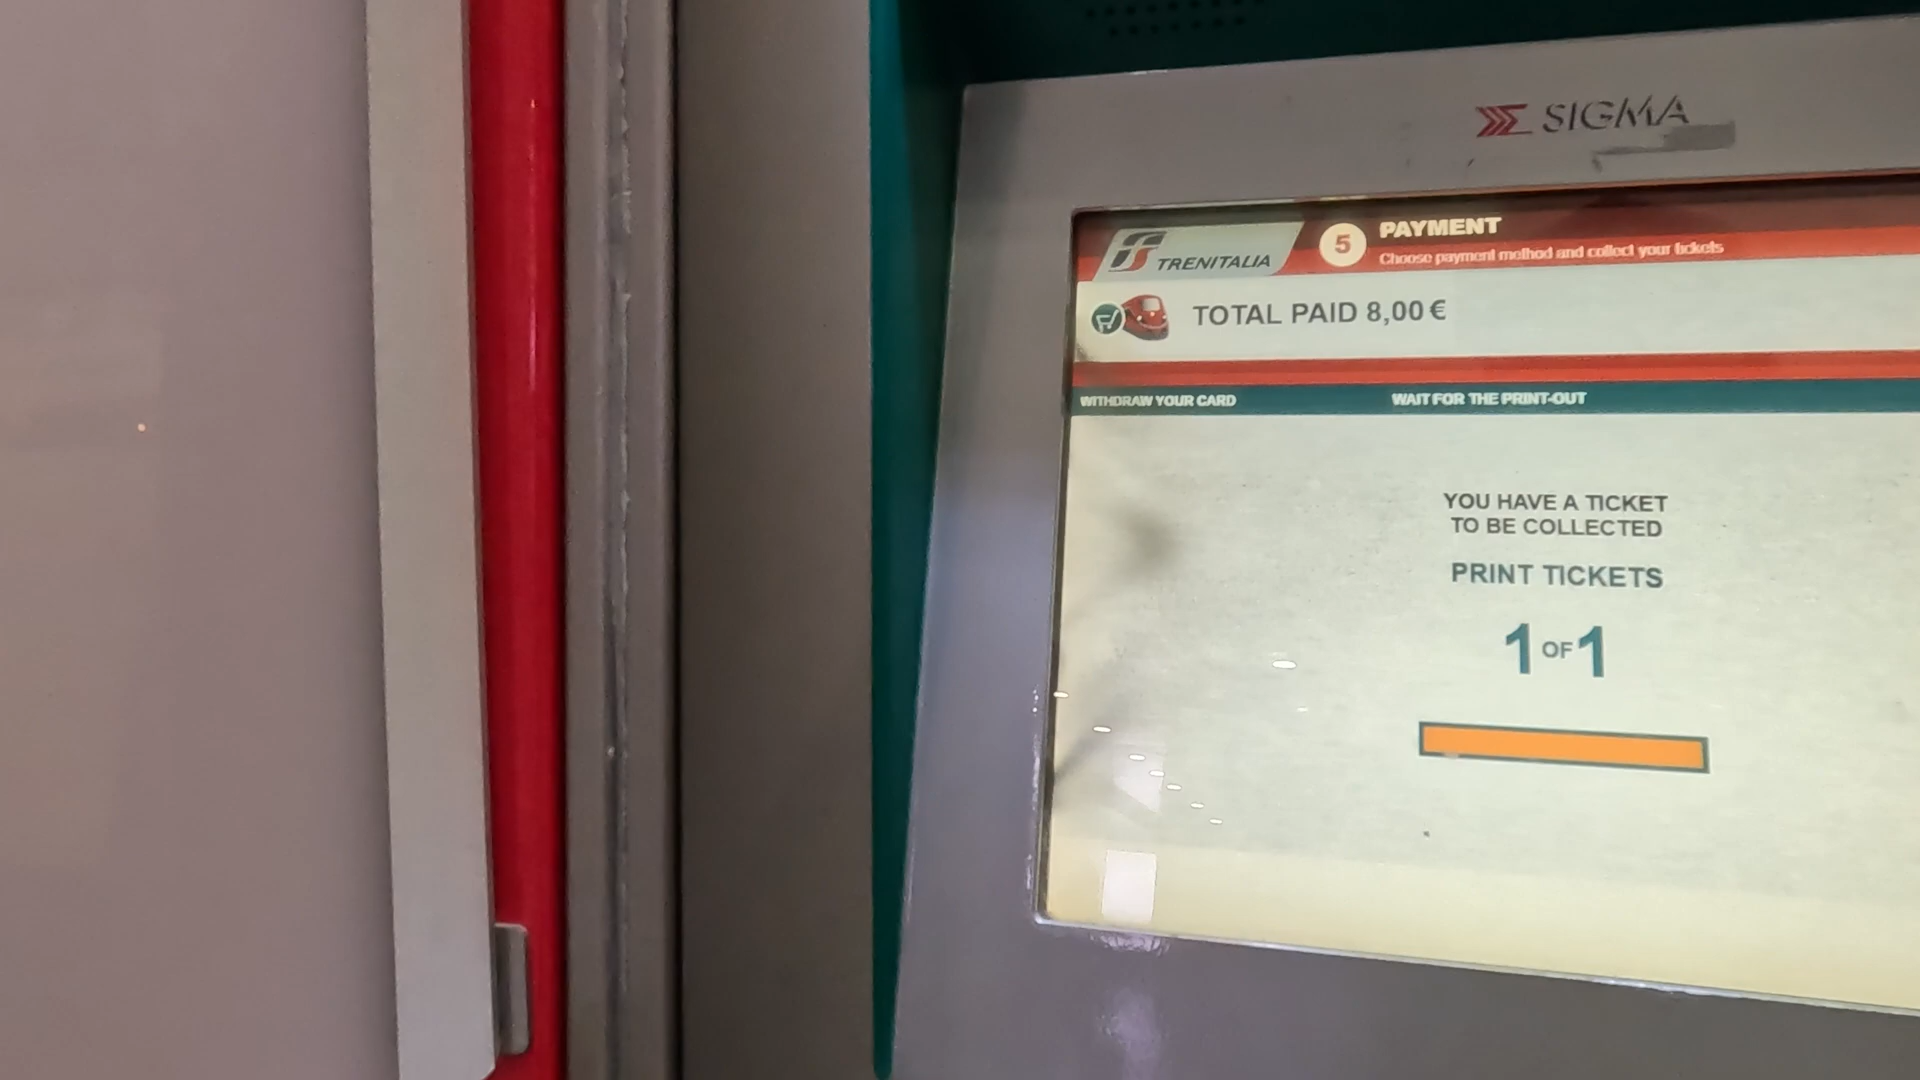 SIGMA
TRENITALIA
5
PAYMENT
Choose payment method and collect your tickets
TOTAL PAID 8,00 €
WITHDRAW YOUR CARD
WAIT FOR THE PRINT-OUT
YOU HAVE A TICKET
TO BE COLLECTED
PRINT TICKETS
1 OF 1